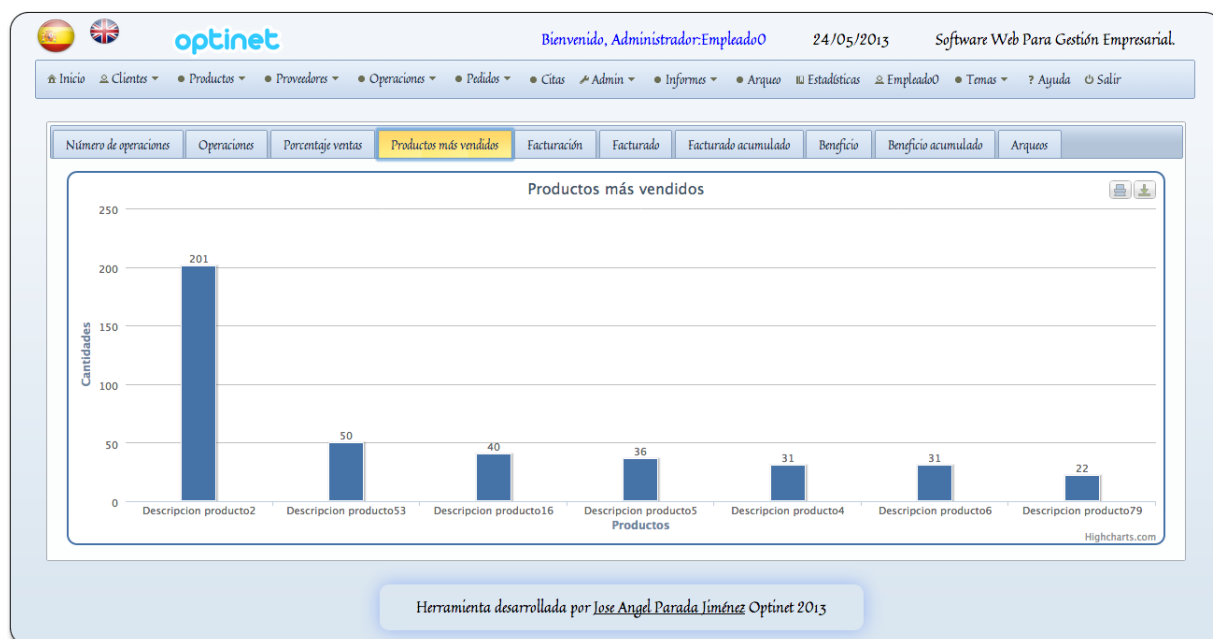 optinet Bienvenido, Administrador:Empleado0 24/05/2013 Software Web Para Gestión Empresarial.
Inicio Clientes Productos Proveedores Operaciones Pedidos Citas Admin Informes Arqueo Estadísticas Empleado0 Temas ? Ayuda Salir
Número de operaciones Operaciones Porcentaje ventas Productos más vendidos Facturación Facturado Facturado acumulado Beneficio Beneficio acumulado Arqueos
Productos más vendidos
250
200
150
100
50
0
Cantidades
201
50
40
36
31
31
22
Descripcion producto2 Descripcion producto53 Descripcion producto16 Descripcion producto5 Descripcion producto4 Descripcion producto6 Descripcion producto79
Productos
Highcharts.com
Herramienta desarrollada por Jose Angel Parada Jiménez Optinet 2013